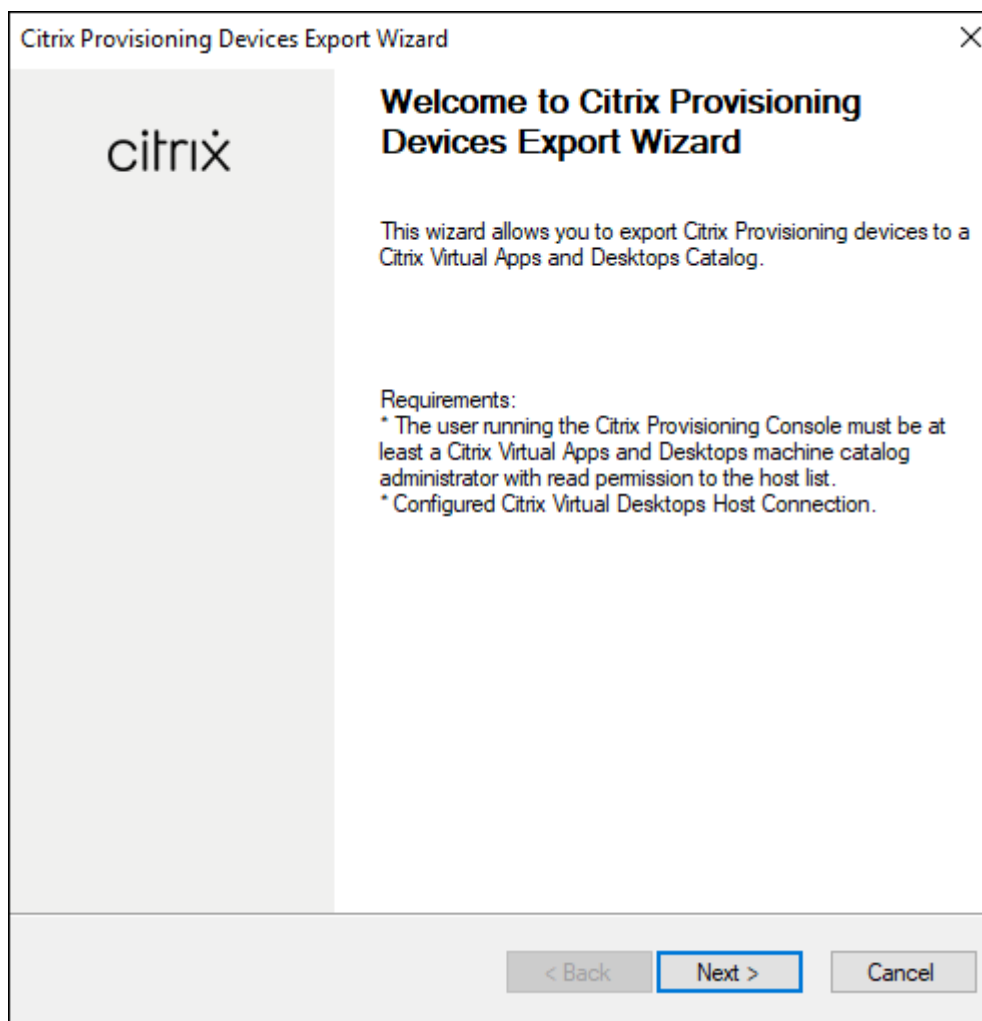 Citrix Provisioning Devices Export Wizard
citrix
Welcome to Citrix Provisioning
Devices Export Wizard
This wizard allows you to export Citrix Provisioning devices to a
Citrix Virtual Apps and Desktops Catalog.
Requirements:
* The user running the Citrix Provisioning Console must be at
least a Citrix Virtual Apps and Desktops machine catalog
administrator with read permission to the host list.
* Configured Citrix Virtual Desktops Host Connection.
< Back
Next >
Cancel